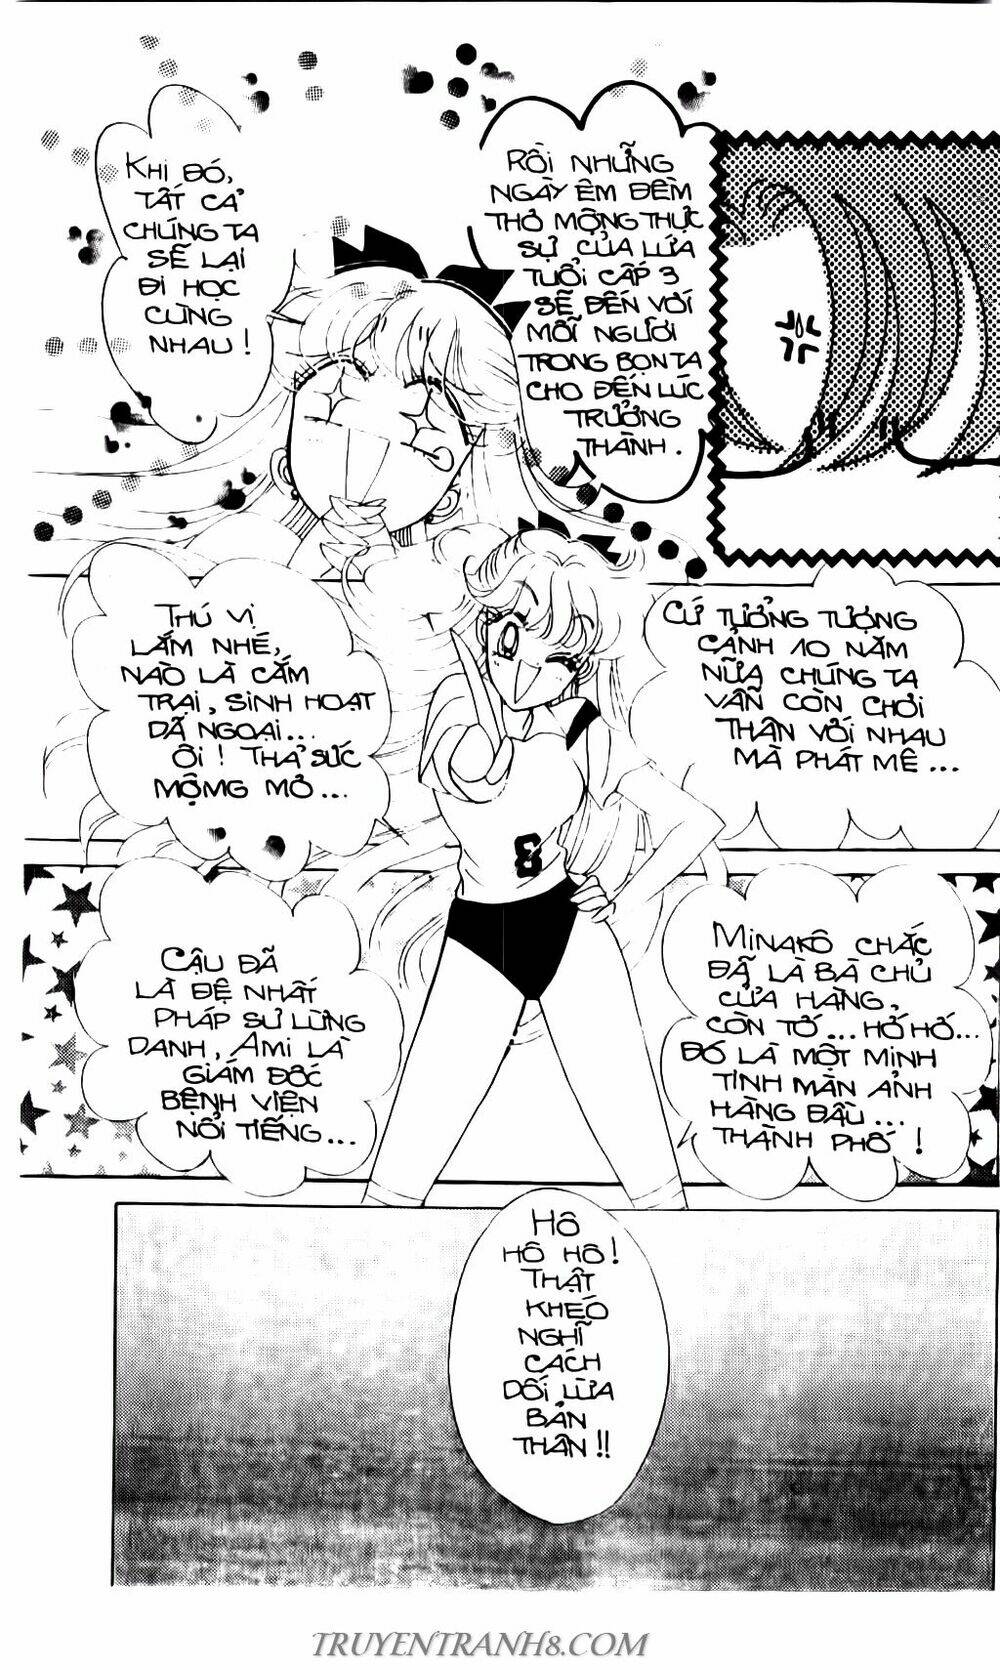 RỒI NHỮNG
NGÀY ÊM ĐỀM
THƠ MỘNG THỰC
SỰ CỦA LỨA
TUỔI CẤP 3
SẼ ĐẾN VỚI
MỖI NGƯỜI
TRONG BỌN TA
CHO ĐẾN LÚC
TRƯỞNG
THÀNH.
KHI ĐÓ,
TẤT CẢ
CHÚNG TA
SẼ LẠI
ĐI HỌC
CÙNG
NHAU!
CỨ TƯỞNG TƯỢNG
CẢNH 10 NĂM
NỮA CHÚNG TA
VẪN CÒN CHƠI
THÂN VỚI NHAU
MÀ PHÁT MÊ...
THÚ VỊ
LẮM NHÉ,
NÀO LÀ CẮM
TRẠI, SINH HOẠT
DÃ NGOẠI...
ÔI! THẢ SỨC
MỘMG MỎ...
MINAKÔ CHẮC
ĐÃ LÀ BÀ CHỦ
CỬA HÀNG,
CÒN TỚ... HÔ HỐ...
ĐÓ LÀ MỘT MINH
TINH MÀN ẢNH
HÀNG ĐẦU...
THÀNH PHỐ!
CẬU ĐÃ
LÀ ĐỆ NHẤT
PHÁP SƯ LỪNG
DANH, AMI LÀ
GIÁM ĐỐC
BỆNH VIỆN
NỔI TIẾNG...
HÔ
HÔ HÔ!
THẬT
KHÉO
NGHĨ
CÁCH
DỐI LỪA
BẢN
THÂN!!
TRUYENTRANH8.COM